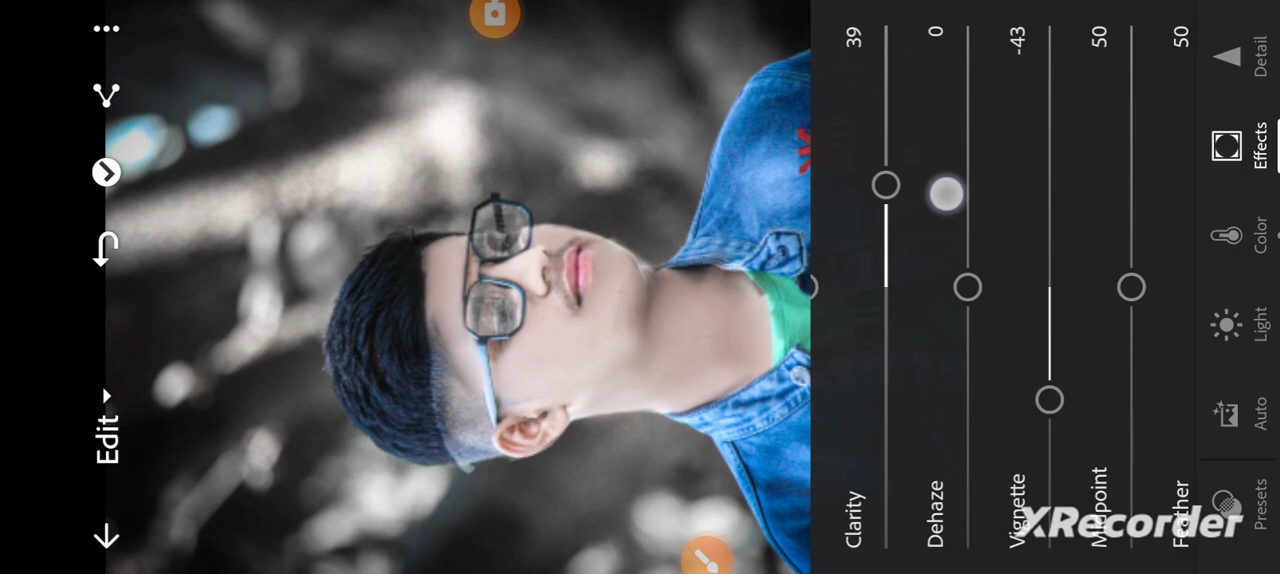 Edit
Clarity
39
Dehaze
0
Vignette
-43
Midpoint
50
Feather
50
Presets
Auto
Light
Color
Effects
Detail
XRecorder